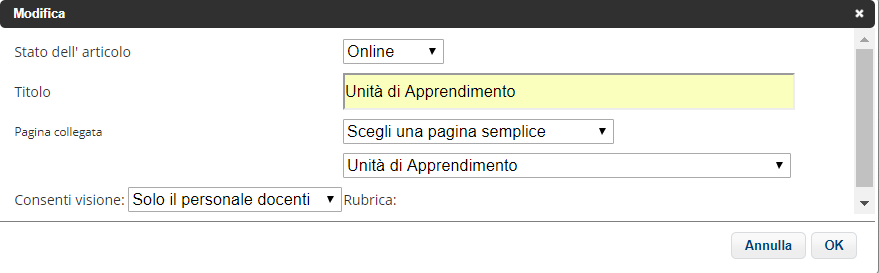 Modifica
Stato dell' articolo Online
Titolo Unità di Apprendimento
Pagina collegata Scegli una pagina semplice
Unità di Apprendimento
Consenti visione: Solo il personale docenti Rubrica:
Annulla OK